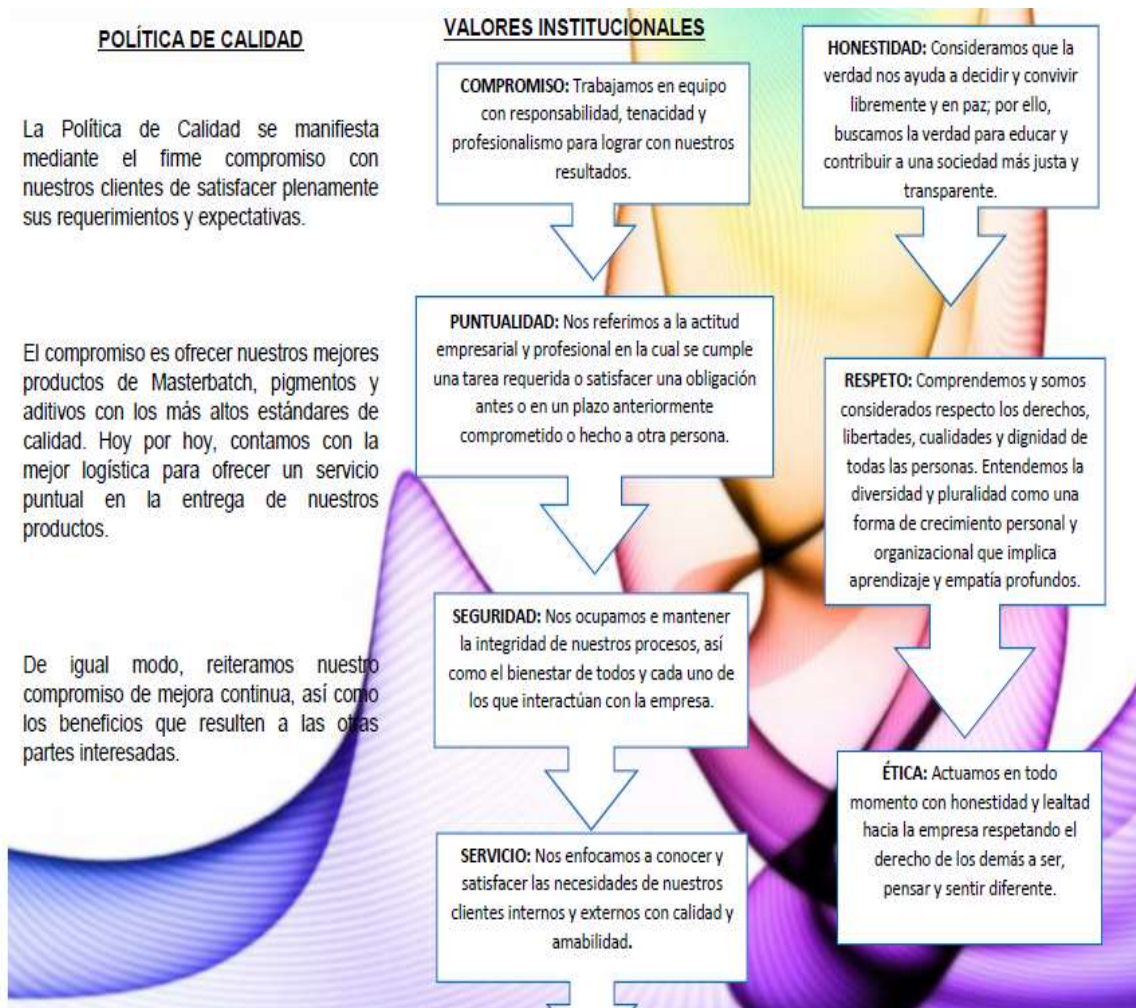 POLÍTICA DE CALIDAD
La Política de Calidad se manifiesta
mediante el firme compromiso con
nuestros clientes de satisfacer plenamente
sus requerimientos y expectativas.
El compromiso es ofrecer nuestros mejores
productos de Masterbatch, pigmentos y
aditivos con los más altos estándares de
calidad. Hoy por hoy, contamos con la
mejor logística para ofrecer un servicio
puntual en la entrega de nuestros
productos.
De igual modo, reiteramos nuestro
compromiso de mejora continua, así como
los beneficios que resulten a las otras
partes interesadas.
VALORES INSTITUCIONALES
COMPROMISO: Trabajamos en equipo
con responsabilidad, tenacidad y
profesionalismo para lograr con nuestros
resultados.
PUNTUALIDAD: Nos referimos a la actitud
empresarial y profesional en la cual se cumple
una tarea requerida o satisfacer una obligación
antes o en un plazo anteriormente
comprometido o hecho a otra persona.
SEGURIDAD: Nos ocupamos e mantener
la integridad de nuestros procesos, así
como el bienestar de todos y cada uno de
los que interactúan con la empresa.
SERVICIO: Nos enfocamos a conocer y
satisfacer las necesidades de nuestros
clientes internos y externos con calidad y
amabilidad.
HONESTIDAD: Consideramos que la
verdad nos ayuda a decidir y convivir
libremente y en paz; por ello,
buscamos la verdad para educar y
contribuir a una sociedad más justa y
transparente.
RESPETO: Comprendemos y somos
considerados respecto los derechos,
libertades, cualidades y dignidad de
todas las personas. Entendemos la
diversidad y pluralidad como una
forma de crecimiento personal y
organizacional que implica
aprendizaje y empatía profundos.
ÉTICA: Actuamos en todo
momento con honestidad y lealtad
hacia la empresa respetando el
derecho de los demás a ser,
pensar y sentir diferente.